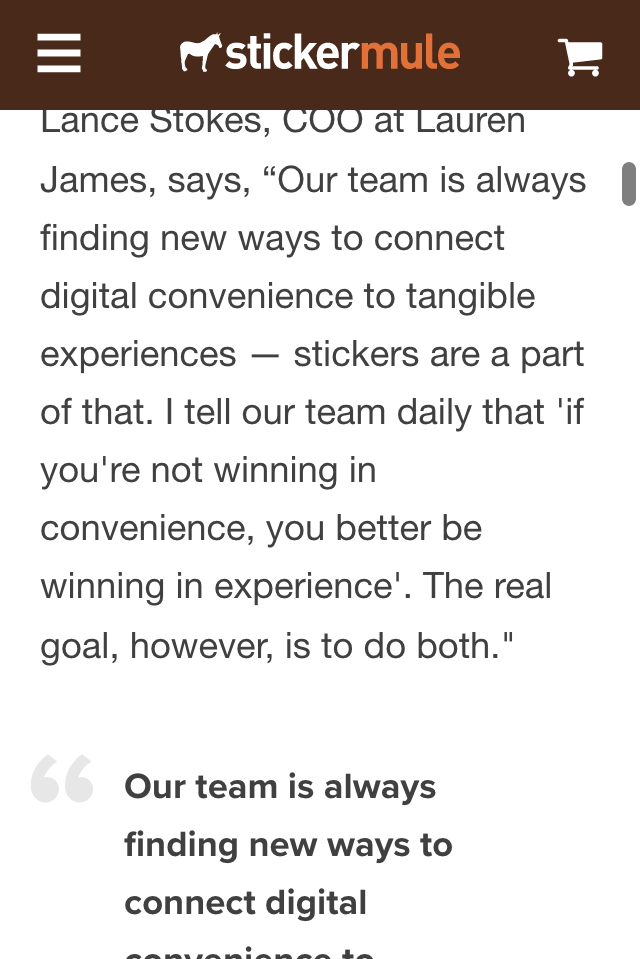 stickermule
Lance Stokes, COO at Lauren
James, says, “Our team is always
finding new ways to connect
digital convenience to tangible
experiences — stickers are a part
of that. I tell our team daily that 'if
you're not winning in
convenience, you better be
winning in experience'. The real
goal, however, is to do both."
“
Our team is always
finding new ways to
connect digital
convenience to